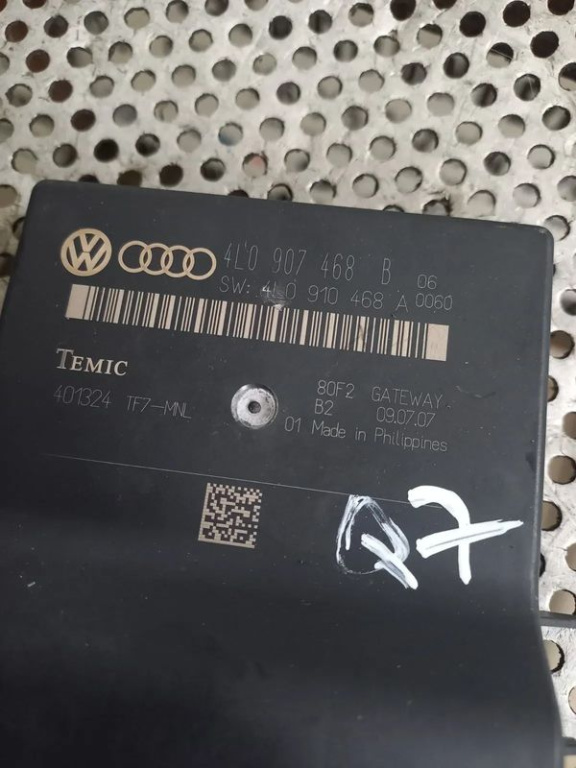 4L0 907 468 B 06
SW: 4L0 910 468 A 0060
TEMIC
80F2 GATEWAY
401324 TF7-MNL
B2 09.07.07
01 Made in Philippines
Q7